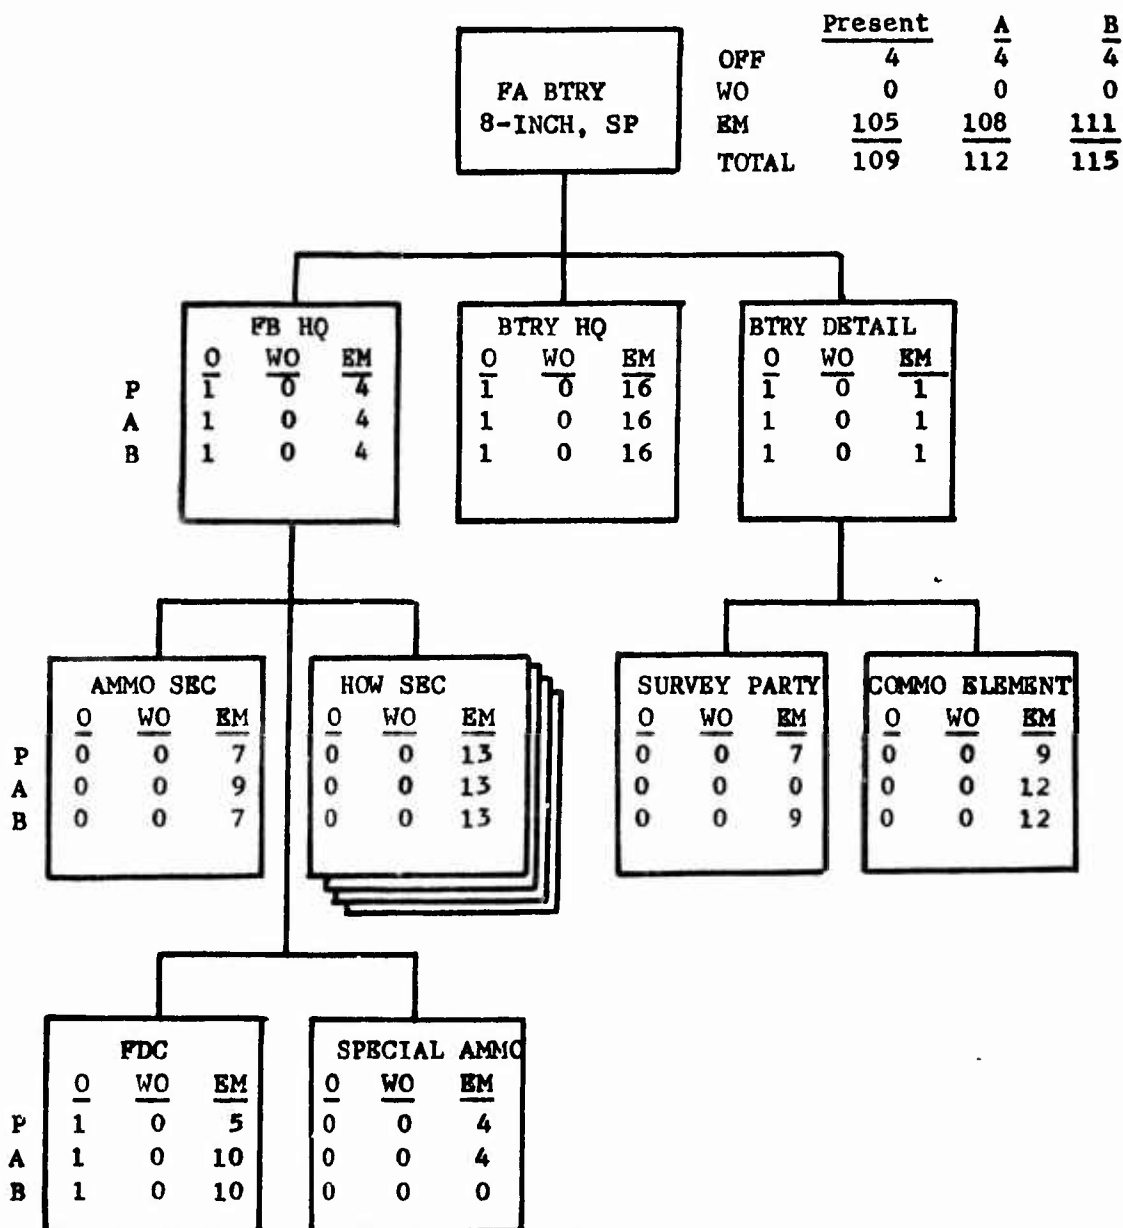 Present A B
OFF 4 4 4
WO 0 0 0
EM 105 108 111
TOTAL 109 112 115
FA BTRY
8-INCH, SP
FB HQ
O WO EM
P 1 0 4
A 1 0 4
B 1 0 4
BTRY HQ
O WO EM
1 0 16
1 0 16
1 0 16
BTRY DETAIL
O WO EM
1 0 1
1 0 1
1 0 1
AMMO SEC
O WO EM
P 0 0 7
A 0 0 9
B 0 0 7
HOW SEC
O WO EM
0 0 13
0 0 13
0 0 13
SURVEY PARTY
O WO EM
0 0 7
0 0 0
0 0 9
COMMO ELEMENT
O WO EM
0 0 9
0 0 12
0 0 12
FDC
O WO EM
P 1 0 5
A 1 0 10
B 1 0 10
SPECIAL AMMO
O WO EM
0 0 4
0 0 4
0 0 0